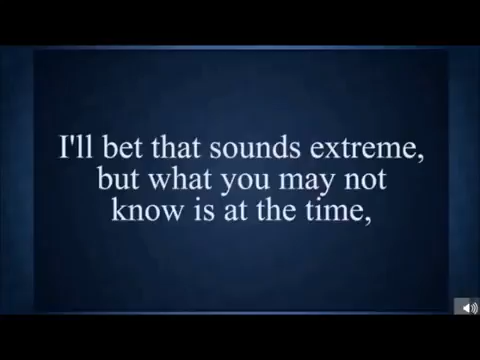 I'll bet that sounds extreme,
but what you may not
know is at the time,